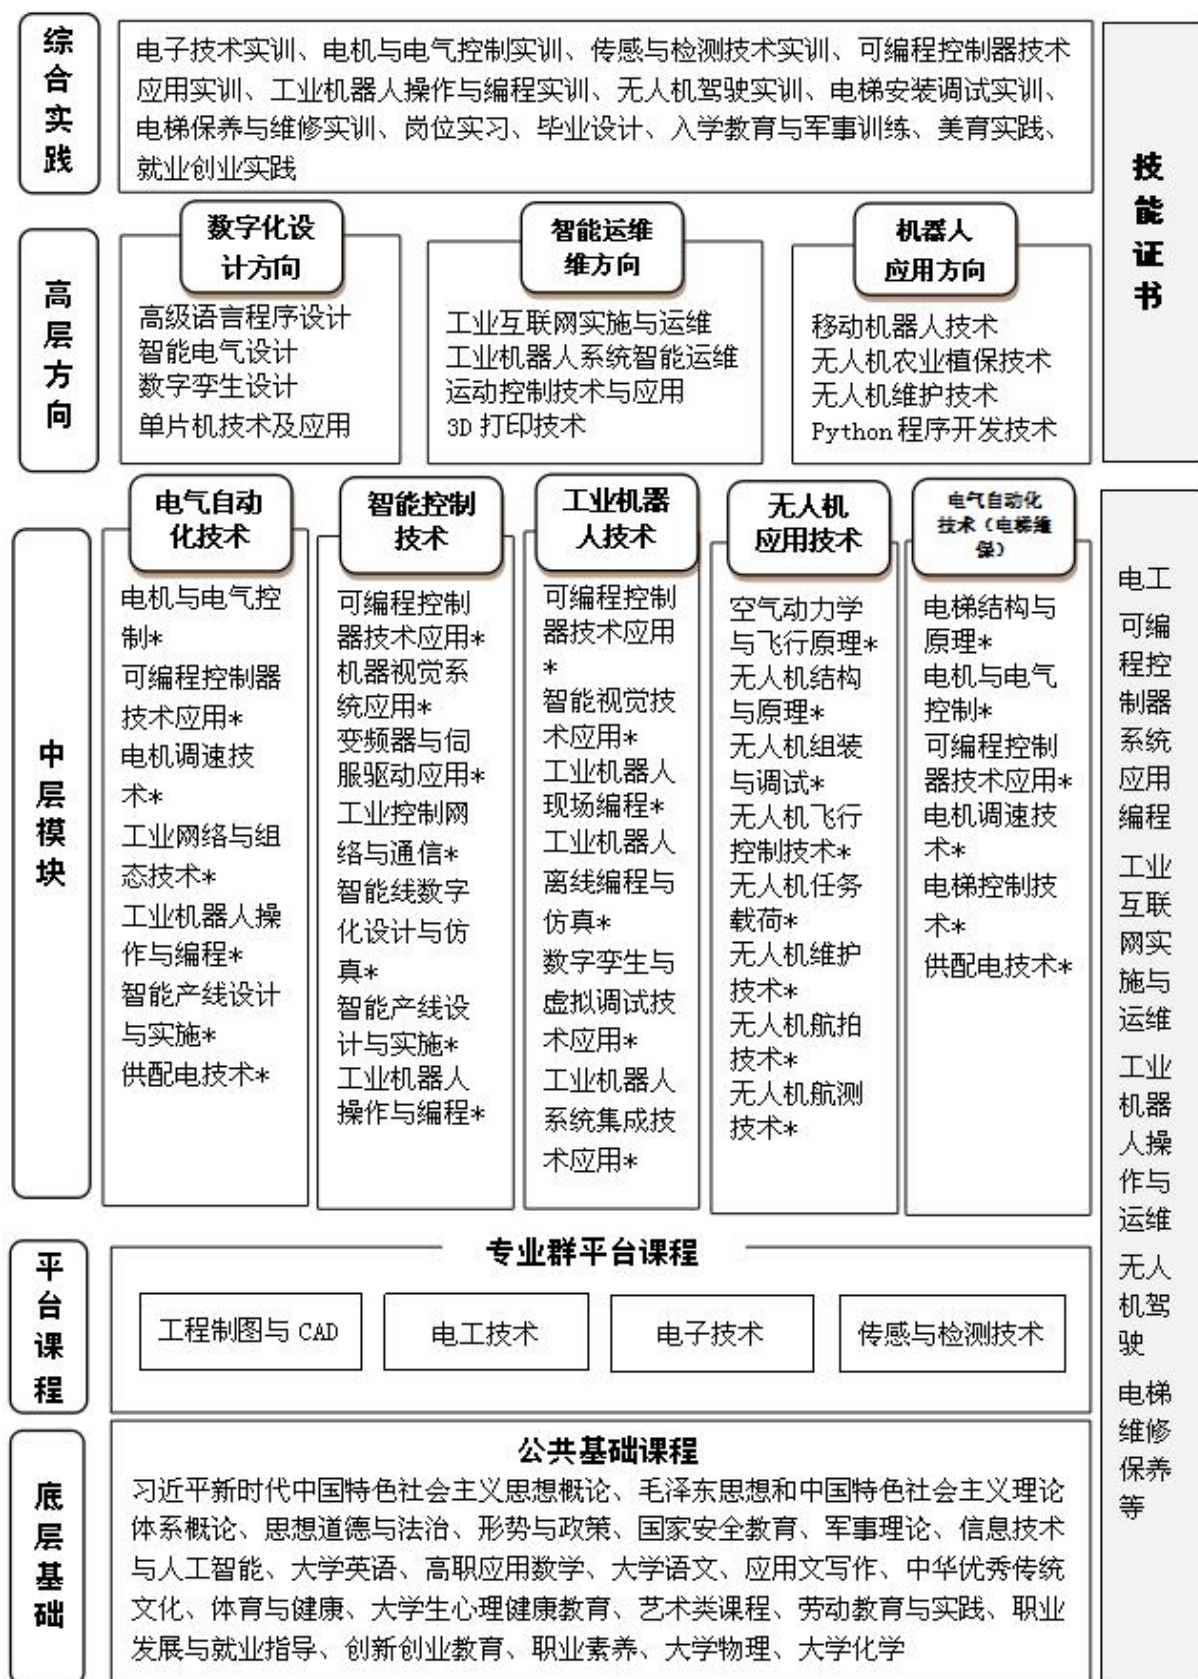 综
合
实
践
电子技术实训、电机与电气控制实训、传感与检测技术实训、可编程控制器技术
应用实训、工业机器人操作与编程实训、无人机驾驶实训、电梯安装调试实训、
电梯保养与维修实训、岗位实习、毕业设计、入学教育与军事训练、美育实践、
就业创业实践
高
层
方
向
数字化设
计方向
高级语言程序设计
智能电气设计
数字孪生设计
单片机技术及应用
智能运维
维方向
工业互联网实施与运维
工业机器人系统智能运维
运动控制技术与应用
3D 打印技术
机器人
应用方向
移动机器人技术
无人机农业植保技术
无人机维护技术
Python 程序开发技术
中
层
模
块
电气自动
化技术
电机与电气控
制*
可编程控制器
技术应用*
电机调速技
术*
工业网络与组
态技术*
工业机器人操
作与编程*
智能产线设计
与实施*
供配电技术*
智能控制
技术
可编程控制
器技术应用*
机器视觉系
统应用*
变频器与伺
服驱动应用*
工业控制网
络与通信*
智能线数字
化设计与仿
真*
智能产线设
计与实施*
工业机器人
操作与编程*
工业机器
人技术
可编程控制
器技术应用
*
智能视觉技
术应用*
工业机器人
现场编程*
工业机器人
离线编程与
仿真*
数字孪生与
虚拟调试技
术应用*
工业机器人
系统集成技
术应用*
无人机
应用技术
空气动力学
与飞行原理*
无人机结构
与原理*
无人机组装
与调试*
无人机飞行
控制技术*
无人机任务
载荷*
无人机维护
技术*
无人机航拍
技术*
无人机航测
技术*
电气自动化
技术（电梯维
保）
电梯结构与
原理*
电机与电气
控制*
可编程控制
器技术应用*
电机调速技
术*
电梯控制技
术*
供配电技术*
平
台
课
程
专业群平台课程
工程制图与 CAD
电工技术
电子技术
传感与检测技术
底
层
基
础
公共基础课程
习近平新时代中国特色社会主义思想概论、毛泽东思想和中国特色社会主义理论
体系概论、思想道德与法治、形势与政策、国家安全教育、军事理论、信息技术
与人工智能、大学英语、高职应用数学、大学语文、应用文写作、中华优秀传统
文化、体育与健康、大学生心理健康教育、艺术类课程、劳动教育与实践、职业
发展与就业指导、创新创业教育、职业素养、大学物理、大学化学
技
能
证
书
电工
可编
程控
制器
系统
应用
编程
工业
互联
网实
施与
运维
工业
机器
人操
作与
运维
无人
机驾
驶
电梯
维修
保养
等